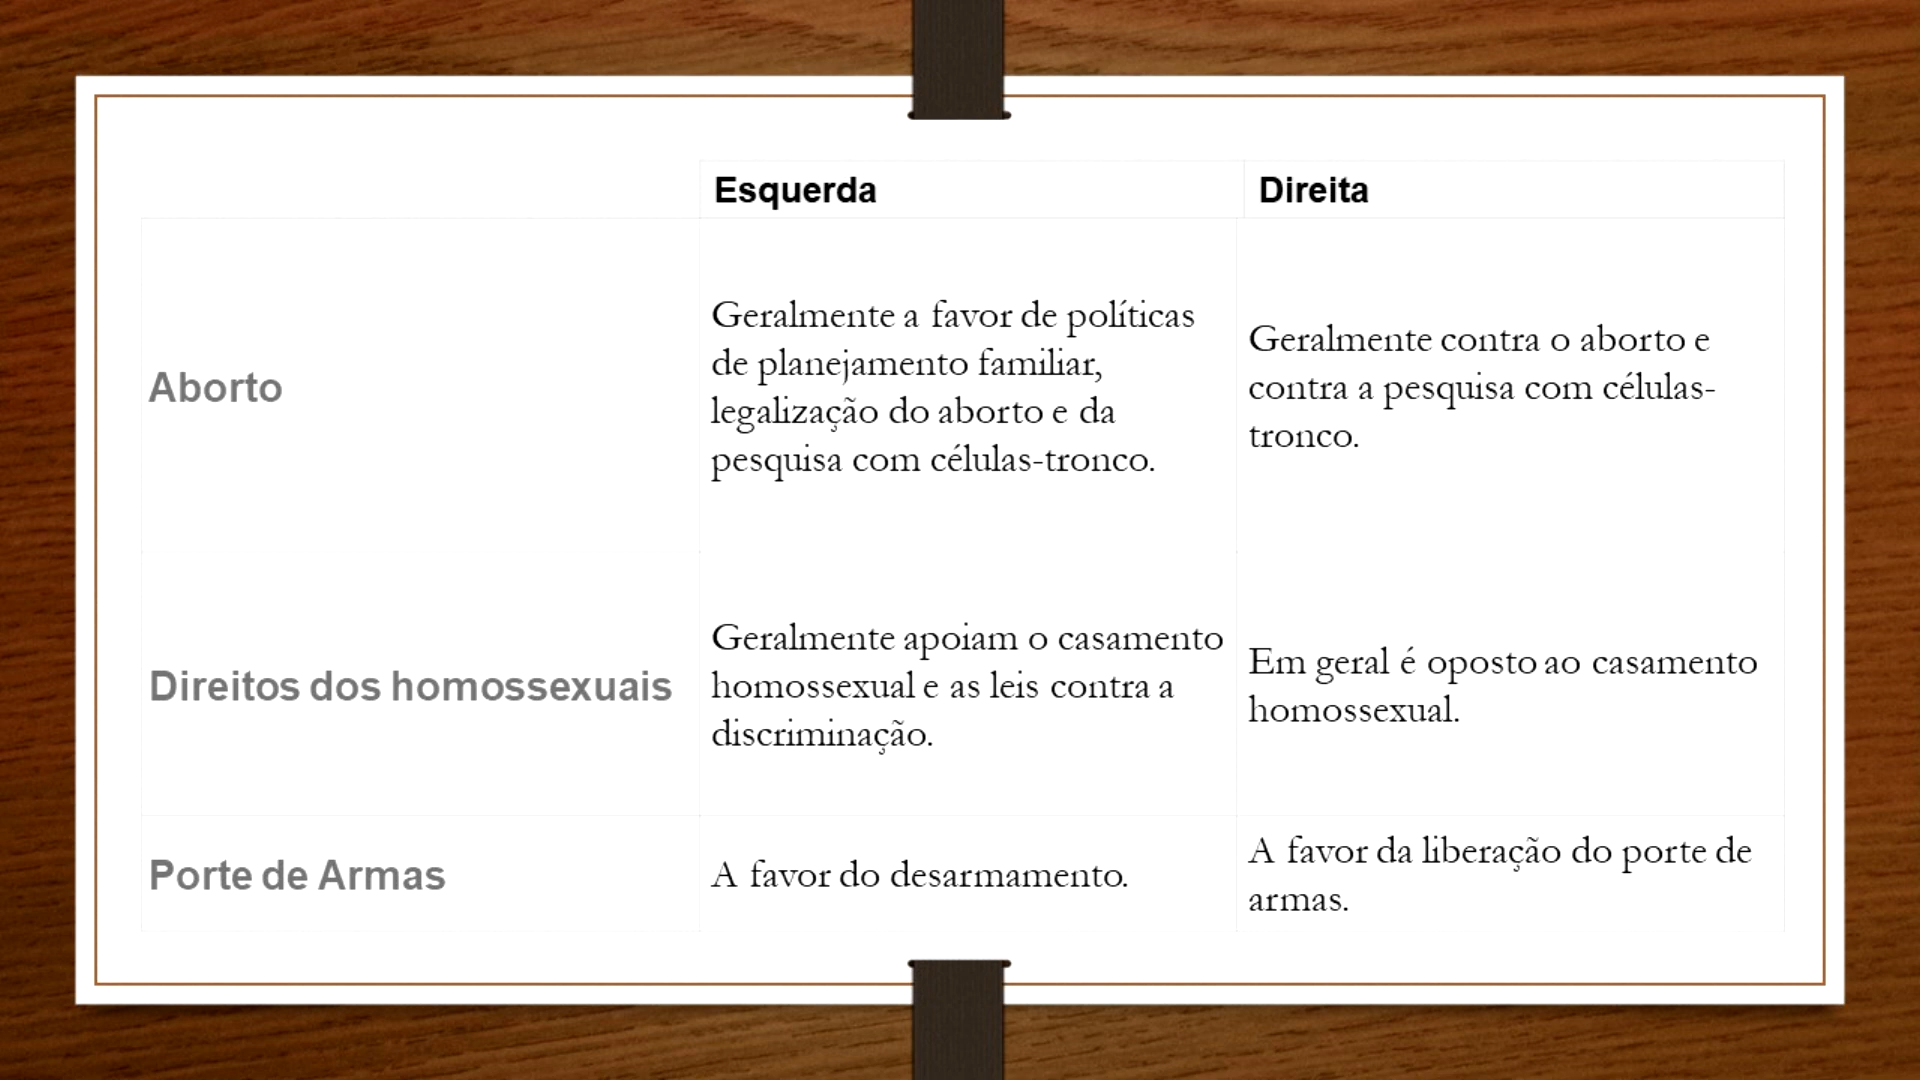 Esquerda
Direita
Aborto
Geralmente a favor de políticas
de planejamento familiar,
legalização do aborto e da
pesquisa com células-tronco.
Geralmente contra o aborto e
contra a pesquisa com células-
tronco.
Direitos dos homossexuais
Geralmente apoiam o casamento
homossexual e as leis contra a
discriminação.
Em geral é oposto ao casamento
homossexual.
Porte de Armas
A favor do desarmamento.
A favor da liberação do porte de
armas.